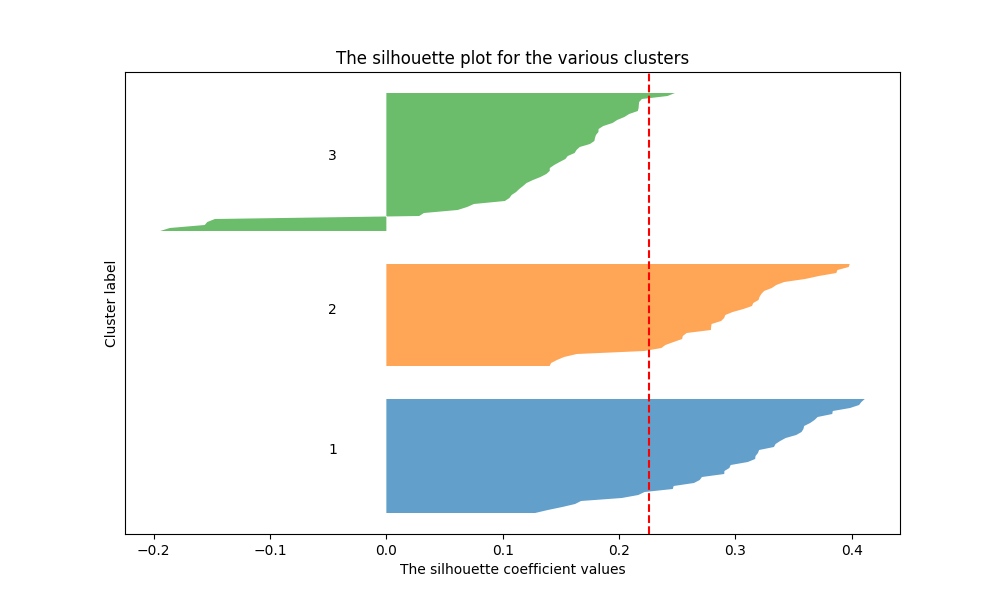 The silhouette plot for the various clusters
3
2
1
Cluster label
−0.2 −0.1 0.0 0.1 0.2 0.3 0.4
The silhouette coefficient values